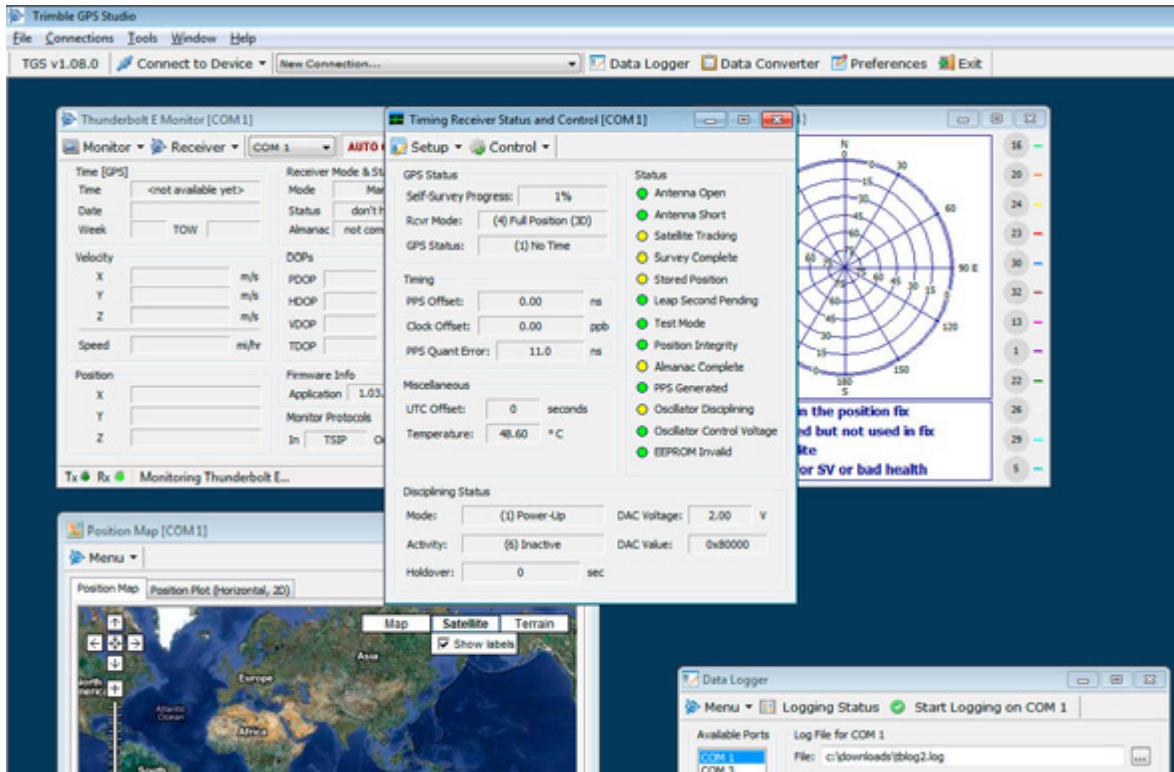 Trimble GPS Studio
File Connections Tools Window Help
TGS v1.08.0 Connect to Device New Connection... Data Logger Data Converter Preferences Exit
Thunderbolt E Monitor [COM 1]
Monitor Receiver COM 1 AUTO
Time [GPS]
Time <not available yet>
Date
Week TOW
Velocity
X m/s
Y m/s
Z m/s
Speed mi/hr
Position
X
Y
Z
Receiver Mode & St
Mode Mar
Status don't h
Almanac not com
DOPs
PDOP
HDOP
VDOP
TDOP
Firmware Info
Application 1.03.
Monitor Protocols
In TSIP
Tx Rx Monitoring Thunderbolt E...
Timing Receiver Status and Control [COM 1]
Setup Control
GPS Status
Self-Survey Progress: 1%
Rcvr Mode: (4) Full Position (3D)
GPS Status: (1) No Time
Timing
PPS Offset: 0.00 ns
Clock Offset: 0.00 ppb
PPS Quant Error: 11.0 ns
Miscellaneous
UTC Offset: 0 seconds
Temperature: 48.60 °C
Status
Antenna Open
Antenna Short
Satellite Tracking
Survey Complete
Stored Position
Leap Second Pending
Test Mode
Position Integrity
Almanac Complete
PPS Generated
Oscillator Disciplining
Oscillator Control Voltage
EEPROM Invalid
Disciplining Status
Mode: (1) Power-Up DAC Voltage: 2.00 V
Activity: (6) Inactive DAC Value: 0x80000
Holdover: 0 sec
1]
N
0
30
60
90 E
120
150
180
S
15
30
45
60
75
in the position fix
ed but not used in fix
lite
or SV or bad health
16
20
24
23
30
32
13
1
22
26
29
5
Position Map [COM 1]
Menu
Position Map Position Plot (Horizontal, 2D)
Map Satellite Terrain
Show labels
Asia
Europe
North
Atlantic
Ocean
Africa
South
Data Logger
Menu Logging Status Start Logging on COM 1
Available Ports Log File for COM 1
COM 1 File: c:\downloads\tblog2.log ...